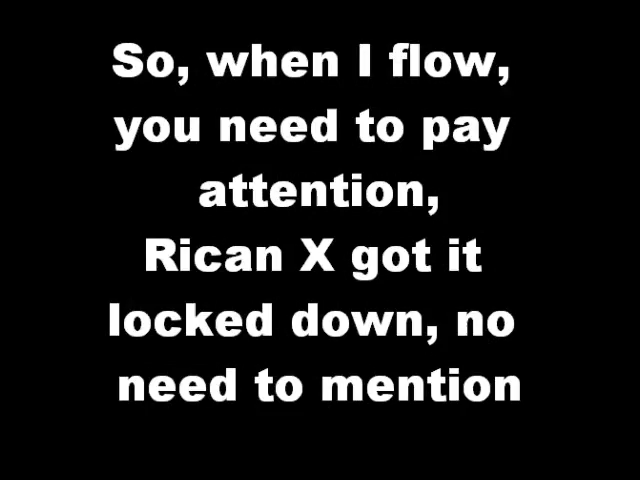 So, when I flow,
you need to pay
attention,
Rican X got it
locked down, no
need to mention